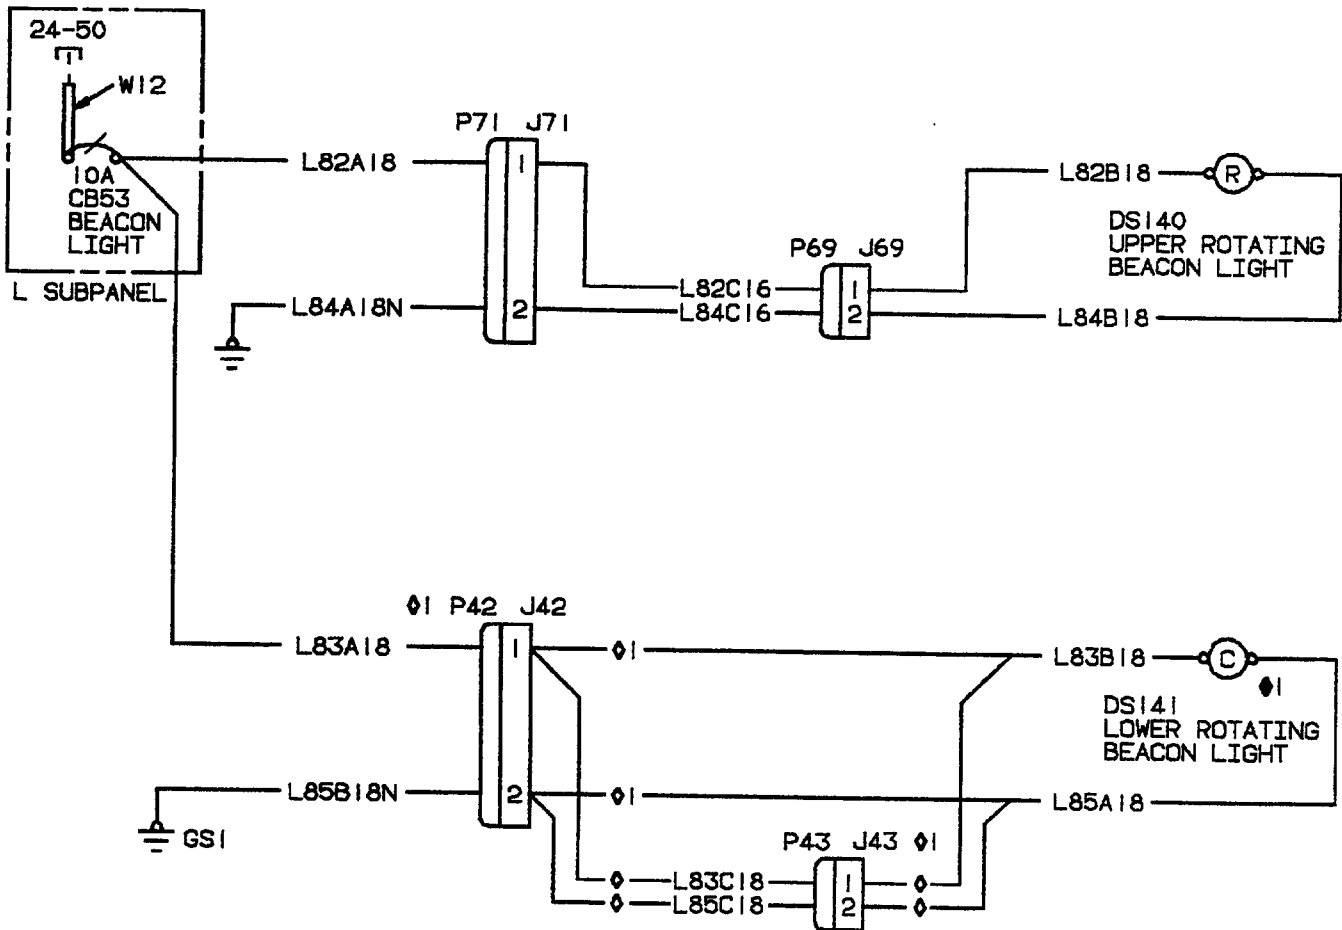 24-50
W12
10A
CB53
BEACON
LIGHT
L SUBPANEL
L82A18
P71 J71
1
2
L84A18N
L82C16
L84C16
P69 J69
1
2
L82B18
R
DS140
UPPER ROTATING
BEACON LIGHT
L84B18
◊1 P42 J42
L83A18
1
◊1
L83B18
C
♦1
DS141
LOWER ROTATING
BEACON LIGHT
L85B18N
2
◊1
L85A18
GS1
P43 J43 ◊1
◊ L83C18 1 ◊
◊ L85C18 2 ◊